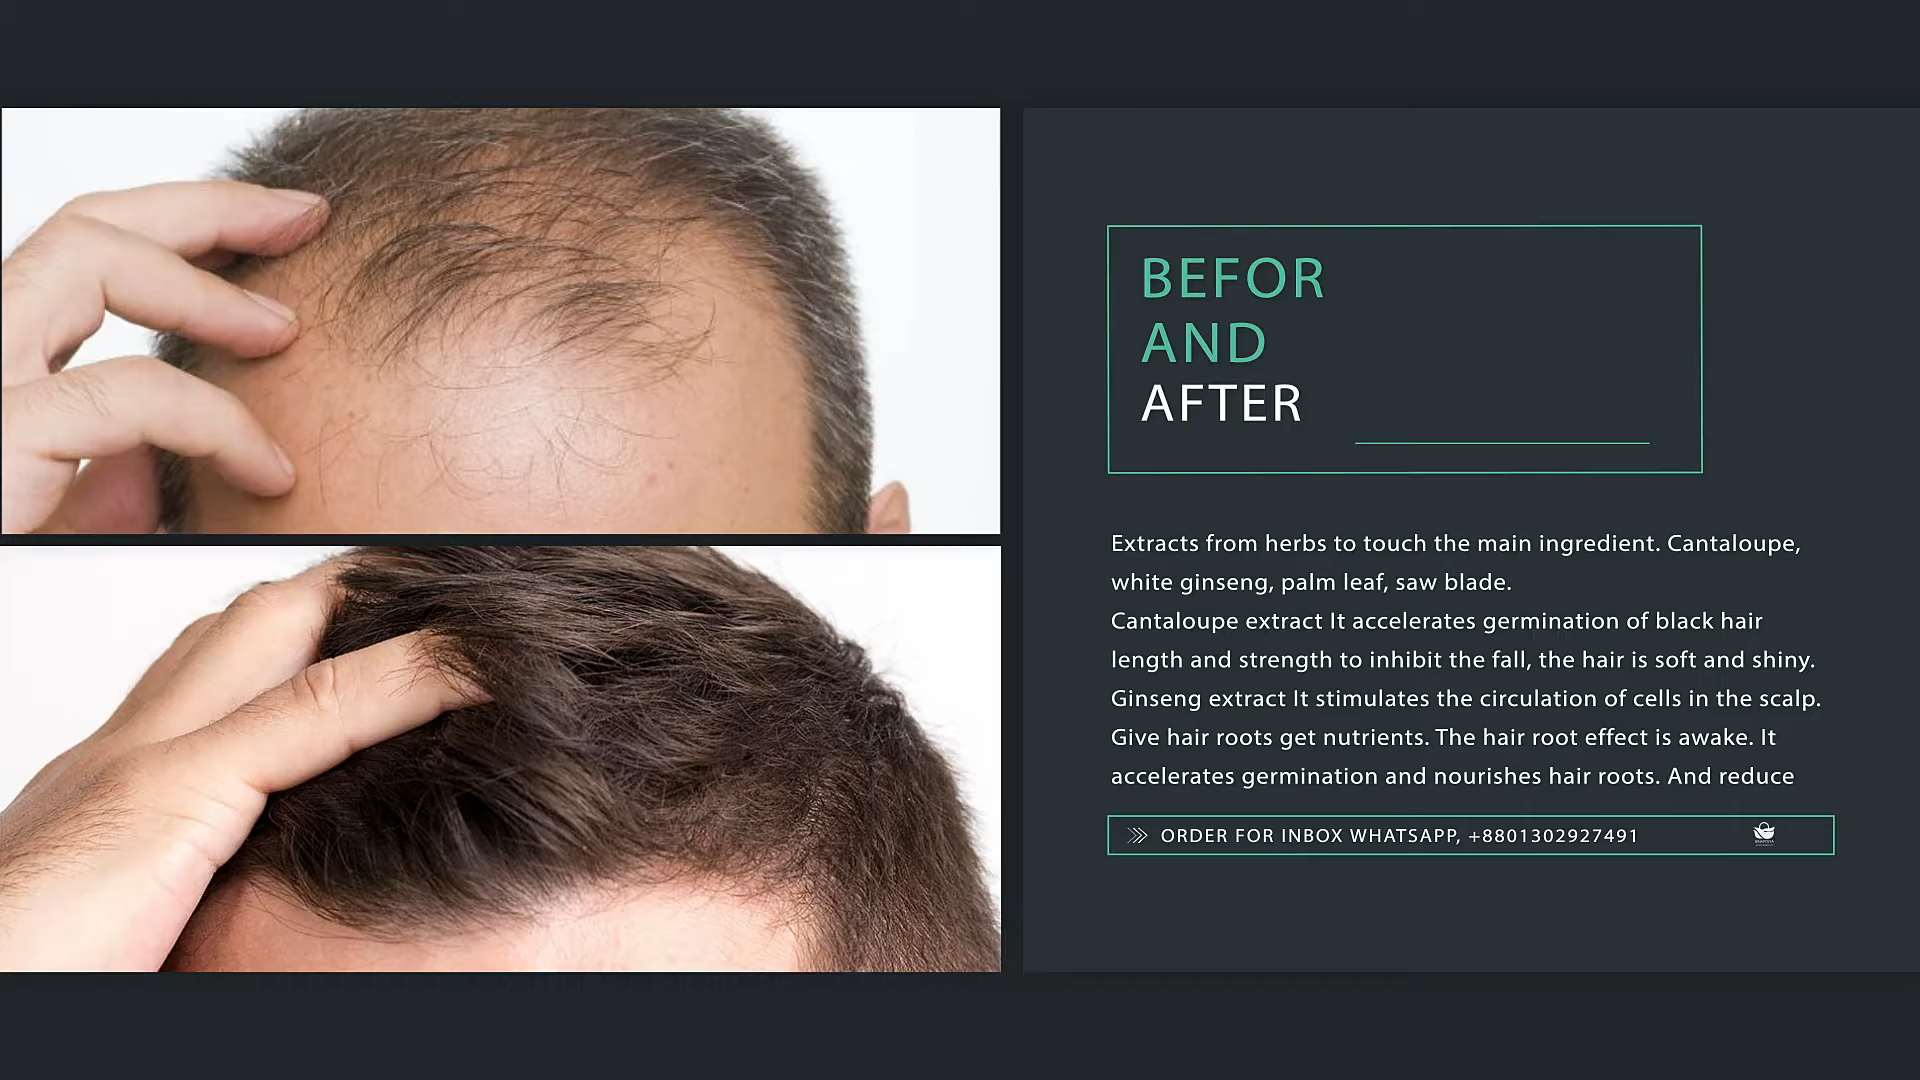 BEFOR
AND
AFTER
Extracts from herbs to touch the main ingredient. Cantaloupe,
white ginseng, palm leaf, saw blade.
Cantaloupe extract It accelerates germination of black hair
length and strength to inhibit the fall, the hair is soft and shiny.
Ginseng extract It stimulates the circulation of cells in the scalp.
Give hair roots get nutrients. The hair root effect is awake. It
accelerates germination and nourishes hair roots. And reduce
ORDER FOR INBOX WHATSAPP, +8801302927491